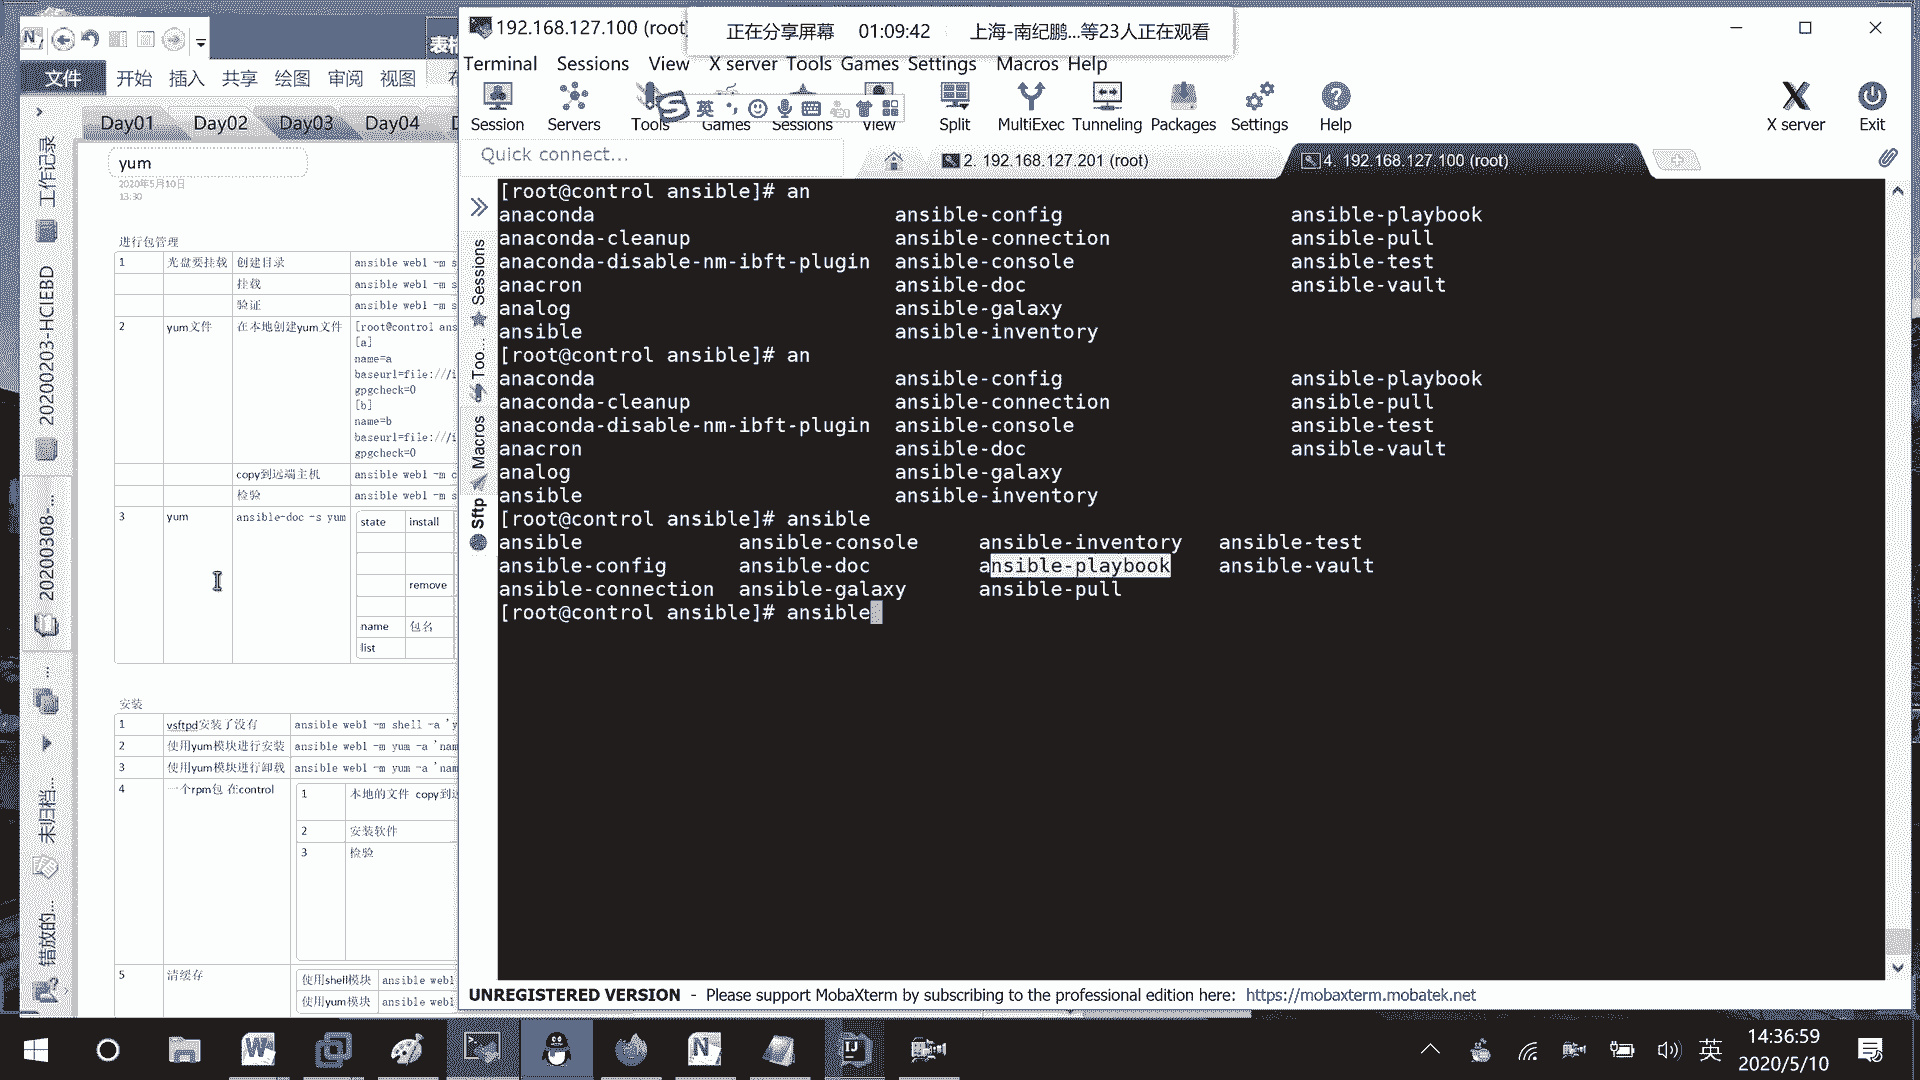 192.168.127.100 (root
正在分享屏幕 01:09:42 上海-南纪鹏...等23人正在观看
Terminal Sessions View X server Tools Games Settings Macros Help
Session Servers Tools Games Sessions View Split MultiExec Tunneling Packages Settings Help X server Exit
英
Quick connect...
2. 192.168.127.201 (root)
4. 192.168.127.100 (root)
Sessions
Too...
Macros
Sftp
[root@control ansible]# an
anaconda ansible-config ansible-playbook
anaconda-cleanup ansible-connection ansible-pull
anaconda-disable-nm-ibft-plugin ansible-console ansible-test
anacron ansible-doc ansible-vault
analog ansible-galaxy
ansible ansible-inventory
[root@control ansible]# an
anaconda ansible-config ansible-playbook
anaconda-cleanup ansible-connection ansible-pull
anaconda-disable-nm-ibft-plugin ansible-console ansible-test
anacron ansible-doc ansible-vault
analog ansible-galaxy
ansible ansible-inventory
[root@control ansible]# ansible
ansible ansible-console ansible-inventory ansible-test
ansible-config ansible-doc ansible-playbook ansible-vault
ansible-connection ansible-galaxy ansible-pull
[root@control ansible]# ansible
UNREGISTERED VERSION - Please support MobaXterm by subscribing to the professional edition here: https://mobaxterm.mobatek.net
表格
文件 开始 插入 共享 绘图 审阅 视图 布
Day01 Day02 Day03 Day04
工作记录
20200203-HCIEBD
20200308-...
...
未归档...
错放的...
yum
2020年5月10日
13:30
进行包管理
1 光盘要挂载 创建目录 ansible web1 -m s
挂载 ansible web1 -m s
验证 ansible web1 -m s
2 yum文件 在本地创建yum文件 [root@control ans
[a]
name=a
baseurl=file:///i
gpgcheck=0
[b]
name=b
baseurl=file:///i
gpgcheck=0
copy到远端主机 ansible web1 -m c
检验 ansible web1 -m s
3 yum ansible-doc -s yum state install
remove
name 包名
list
安装
1 vsftpd安装了没有 ansible web1 -m shell -a 'y
2 使用yum模块进行安装 ansible web1 -m yum -a 'nam
3 使用yum模块进行卸载 ansible web1 -m yum -a 'nam
4 一个rpm包 在control 1 本地的文件 copy到远
2 安装软件
3 检验
5 清缓存 使用shell模块 ansible web1
使用yum模块 ansible web1
英
14:36:59
2020/5/10